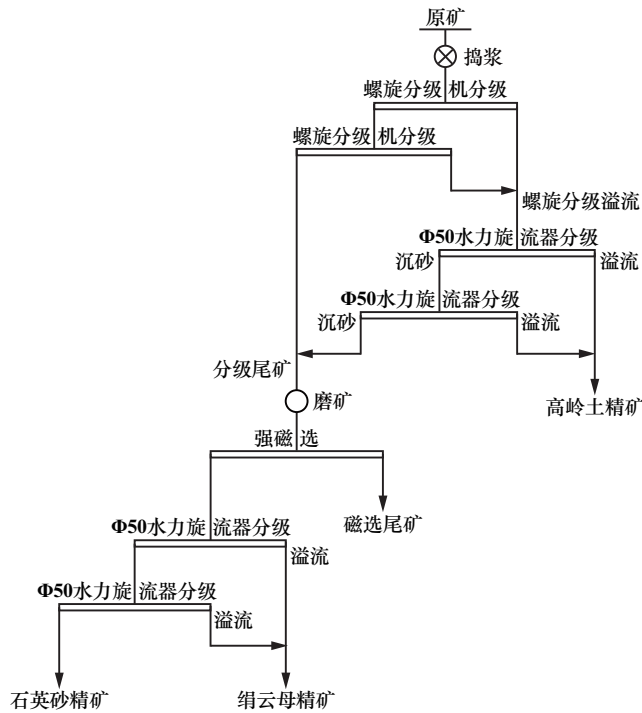 原矿
捣浆
螺旋分级机分级
螺旋分级机分级
螺旋分级溢流
Φ50水力旋流器分级
沉砂
溢流
Φ50水力旋流器分级
沉砂
溢流
分级尾矿
磨矿
高岭土精矿
强磁选
磁选尾矿
Φ50水力旋流器分级
溢流
Φ50水力旋流器分级
溢流
石英砂精矿
绢云母精矿